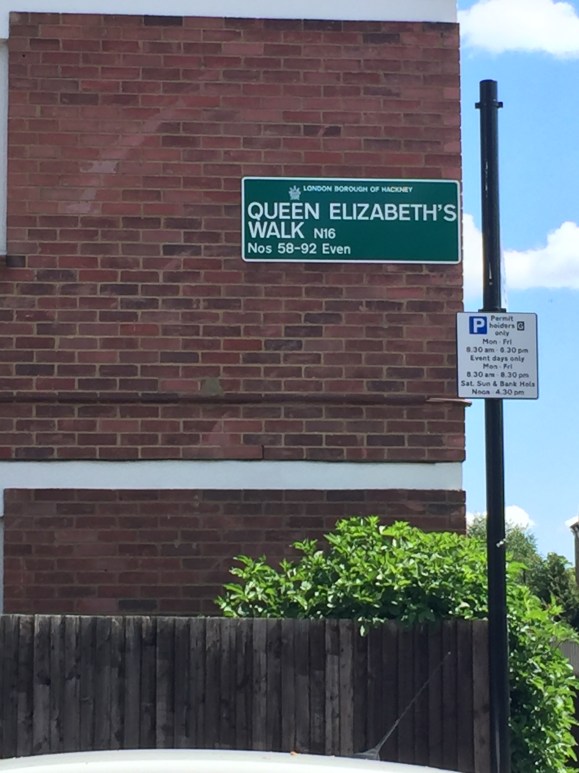 LONDON BOROUGH OF HACKNEY
QUEEN ELIZABETH'S
WALK N16
Nos 58-92 Even
P Permit
holders G
only
Mon - Fri
8.30 am - 6.30 pm
Event days only
Mon - Fri
8.30 am - 8.30 pm
Sat, Sun & Bank Hols
Noon - 4.30 pm